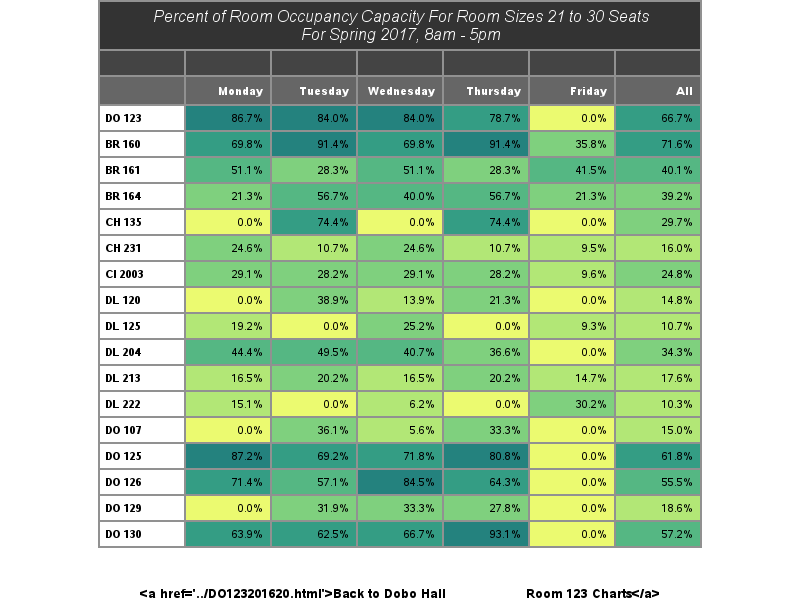 Percent of Room Occupancy Capacity For Room Sizes 21 to 30 Seats
For Spring 2017, 8am - 5pm
Monday Tuesday Wednesday Thursday Friday All
DO 123 86.7% 84.0% 84.0% 78.7% 0.0% 66.7%
BR 160 69.8% 91.4% 69.8% 91.4% 35.8% 71.6%
BR 161 51.1% 28.3% 51.1% 28.3% 41.5% 40.1%
BR 164 21.3% 56.7% 40.0% 56.7% 21.3% 39.2%
CH 135 0.0% 74.4% 0.0% 74.4% 0.0% 29.7%
CH 231 24.6% 10.7% 24.6% 10.7% 9.5% 16.0%
CI 2003 29.1% 28.2% 29.1% 28.2% 9.6% 24.8%
DL 120 0.0% 38.9% 13.9% 21.3% 0.0% 14.8%
DL 125 19.2% 0.0% 25.2% 0.0% 9.3% 10.7%
DL 204 44.4% 49.5% 40.7% 36.6% 0.0% 34.3%
DL 213 16.5% 20.2% 16.5% 20.2% 14.7% 17.6%
DL 222 15.1% 0.0% 6.2% 0.0% 30.2% 10.3%
DO 107 0.0% 36.1% 5.6% 33.3% 0.0% 15.0%
DO 125 87.2% 69.2% 71.8% 80.8% 0.0% 61.8%
DO 126 71.4% 57.1% 84.5% 64.3% 0.0% 55.5%
DO 129 0.0% 31.9% 33.3% 27.8% 0.0% 18.6%
DO 130 63.9% 62.5% 66.7% 93.1% 0.0% 57.2%
<a href='../DO123201620.html'>Back to Dobo Hall Room 123 Charts</a>